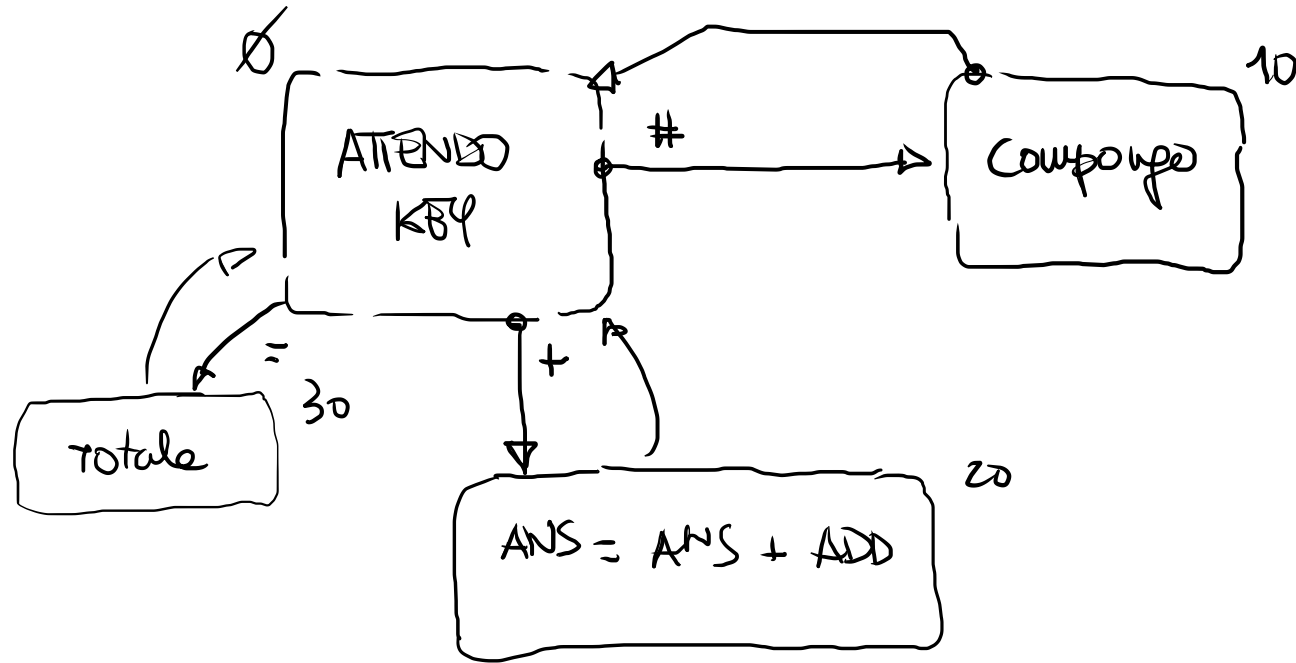 Ø
10
ATTENDO
KEY
#
Compongo
=
+
30
Totale
20
ANS = ANS + ADD